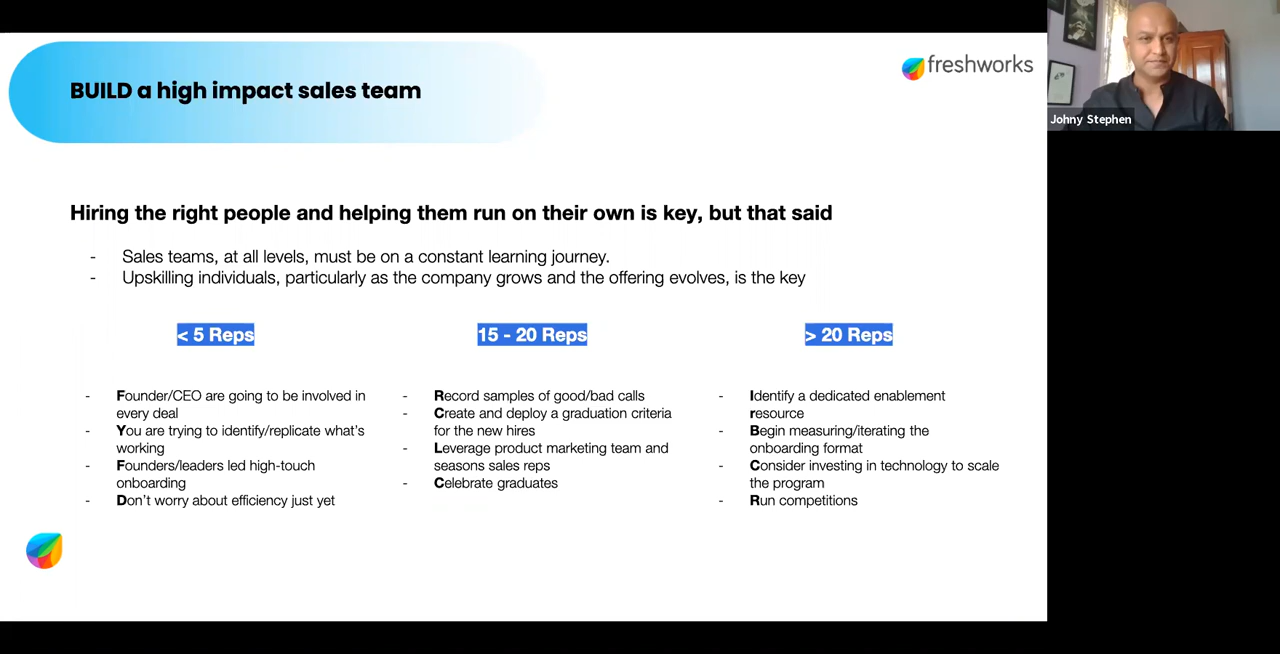 BUILD a high impact sales team
freshworks
Johny Stephen
Hiring the right people and helping them run on their own is key, but that said
- Sales teams, at all levels, must be on a constant learning journey.
- Upskilling individuals, particularly as the company grows and the offering evolves, is the key
< 5 Reps
- Founder/CEO are going to be involved in
every deal
- You are trying to identify/replicate what's
working
- Founders/leaders led high-touch
onboarding
- Don't worry about efficiency just yet
15 - 20 Reps
- Record samples of good/bad calls
- Create and deploy a graduation criteria
for the new hires
- Leverage product marketing team and
seasons sales reps
- Celebrate graduates
> 20 Reps
- Identify a dedicated enablement
resource
- Begin measuring/iterating the
onboarding format
- Consider investing in technology to scale
the program
- Run competitions